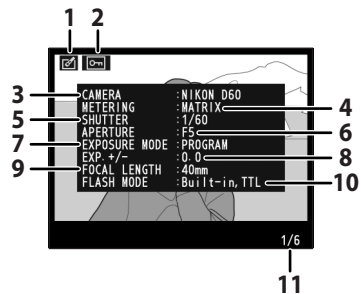 1 2
3 CAMERA :NIKON D60
METERING :MATRIX 4
5 SHUTTER :1/60
APERTURE :F5 6
7 EXPOSURE MODE :PROGRAM
EXP.+/- :0.0 8
9 FOCAL LENGTH :40mm
FLASH MODE :Built-in,TTL 10
1/6
11